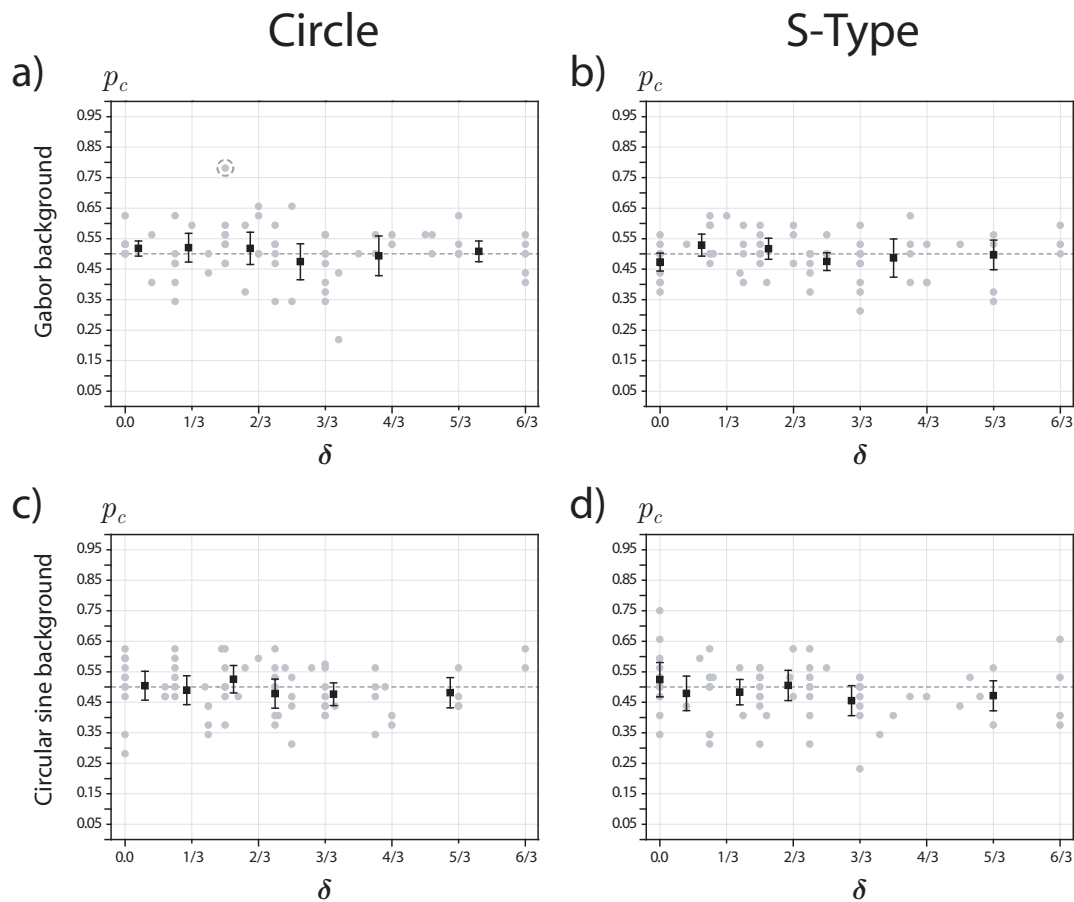 Circle
S-Type
a)
p_c
Gabor background
0.95
0.85
0.75
0.65
0.55
0.45
0.35
0.25
0.15
0.05
0.0 1/3 2/3 3/3 4/3 5/3 6/3
δ
b)
p_c
0.95
0.85
0.75
0.65
0.55
0.45
0.35
0.25
0.15
0.05
0.0 1/3 2/3 3/3 4/3 5/3 6/3
δ
c)
p_c
Circular sine background
0.95
0.85
0.75
0.65
0.55
0.45
0.35
0.25
0.15
0.05
0.0 1/3 2/3 3/3 4/3 5/3 6/3
δ
d)
p_c
0.95
0.85
0.75
0.65
0.55
0.45
0.35
0.25
0.15
0.05
0.0 1/3 2/3 3/3 4/3 5/3 6/3
δ